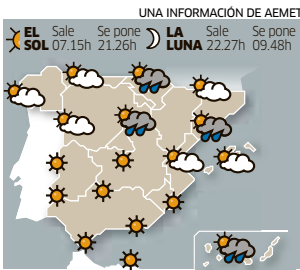 UNA INFORMACIÓN DE AEMET
EL SOL Sale 07.15h Se pone 21.26h
LA LUNA Sale 22.27h Se pone 09.48h